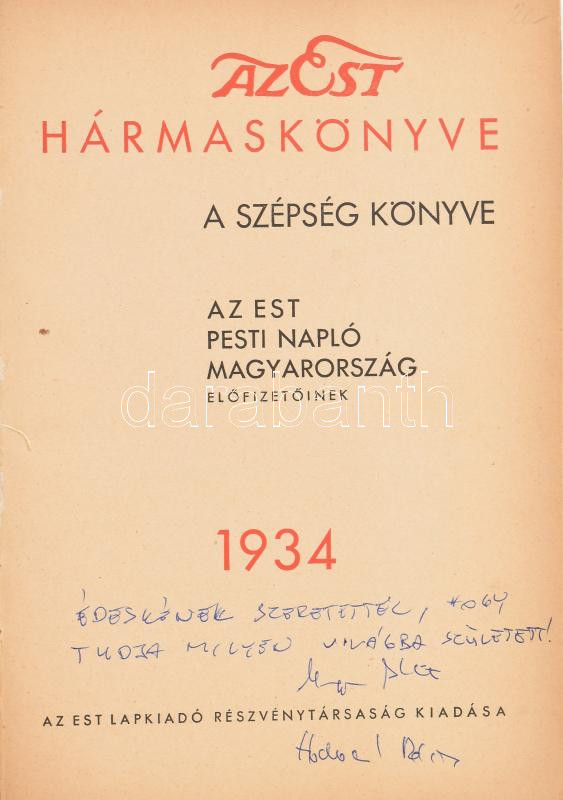 AZ EST
HÁRMASKÖNYVE
A SZÉPSÉG KÖNYVE
AZ EST
PESTI NAPLÓ
MAGYARORSZÁG
ELŐFIZETŐINEK
darabanth
1934
ÉDESKÉNEK SZERETETTEL, HOGY
TUDJA MILYEN VILÁGBA SZÜLETETT!
AZ EST LAPKIADÓ RÉSZVÉNYTÁRSASÁG KIADÁSA